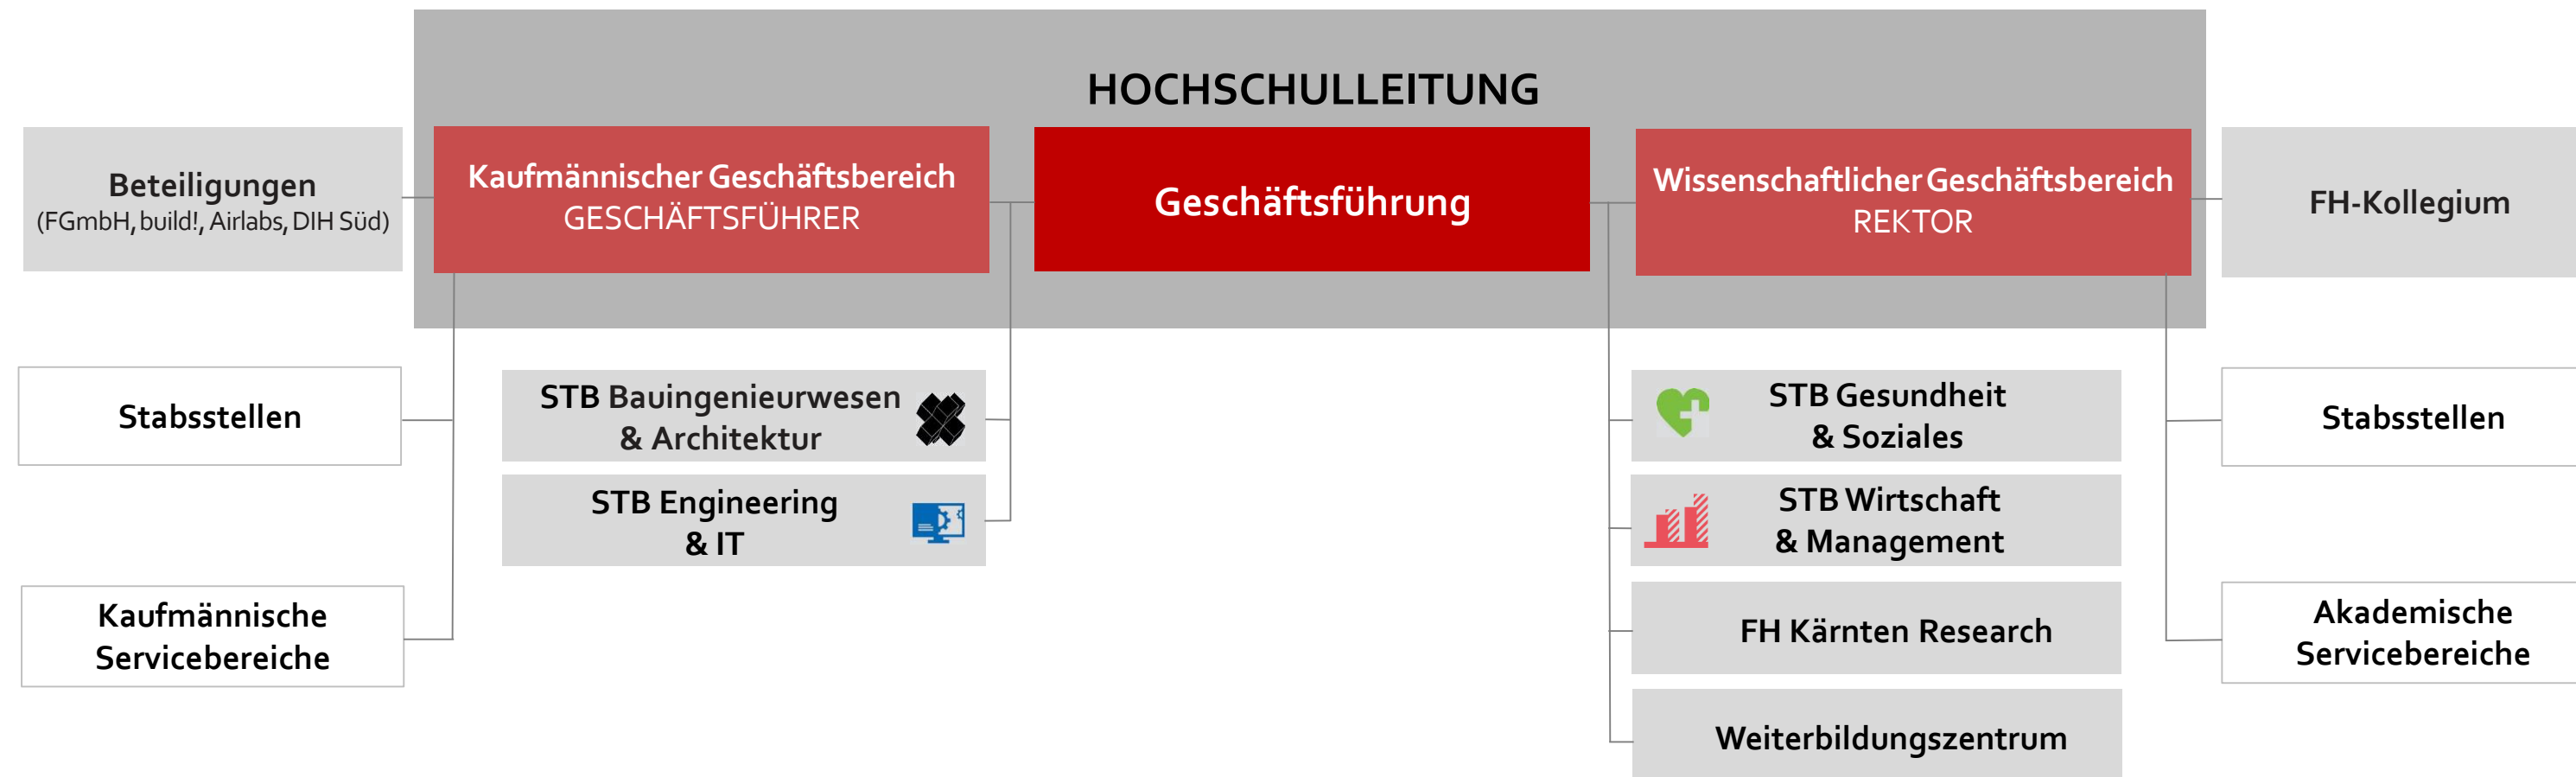 HOCHSCHULLEITUNG
Beteiligungen
(FGmbH, build!, Airlabs, DIH Süd)
Kaufmännischer Geschäftsbereich
GESCHÄFTSFÜHRER
Geschäftsführung
Wissenschaftlicher Geschäftsbereich
REKTOR
FH-Kollegium
Stabsstellen
STB Bauingenieurwesen
& Architektur
STB Gesundheit
& Soziales
Stabsstellen
STB Engineering
& IT
STB Wirtschaft
& Management
Kaufmännische
Servicebereiche
FH Kärnten Research
Akademische
Servicebereiche
Weiterbildungszentrum